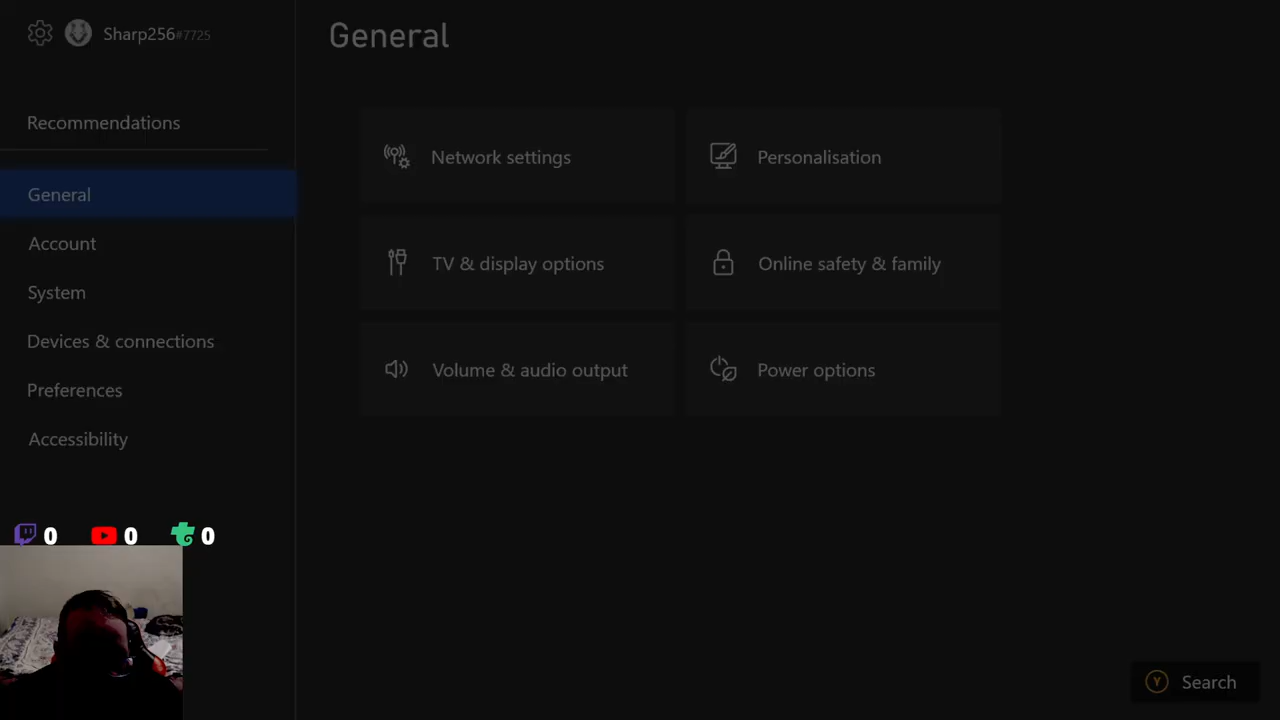 Sharp256#7725
General
Recommendations
General
Account
System
Devices & connections
Preferences
Accessibility
Network settings
Personalisation
TV & display options
Online safety & family
Volume & audio output
Power options
0 0 0
Y Search